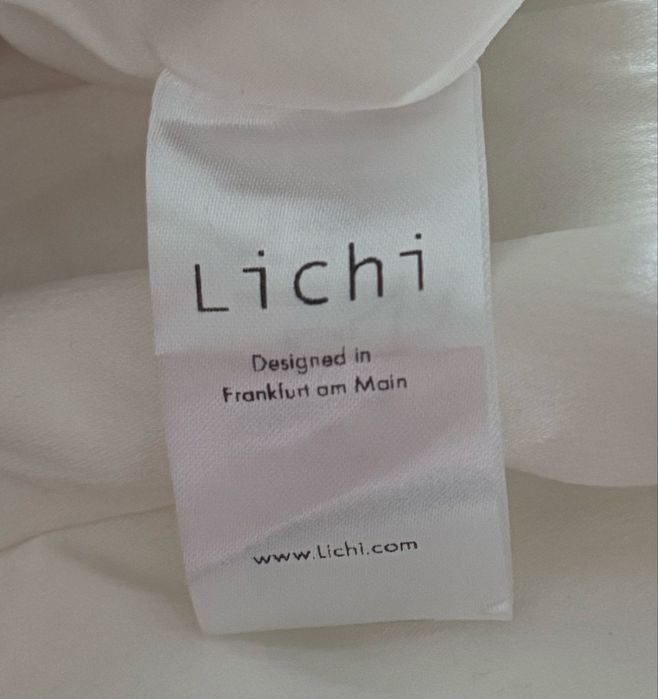 Lichi
Designed in
Frankfurt am Main
www.Lichi.com